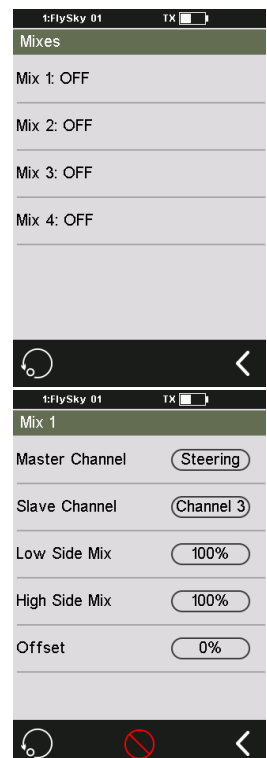 1:FlySky 01 TX
Mixes
Mix 1: OFF
Mix 2: OFF
Mix 3: OFF
Mix 4: OFF
1:FlySky 01 TX
Mix 1
Master Channel Steering
Slave Channel Channel 3
Low Side Mix 100%
High Side Mix 100%
Offset 0%